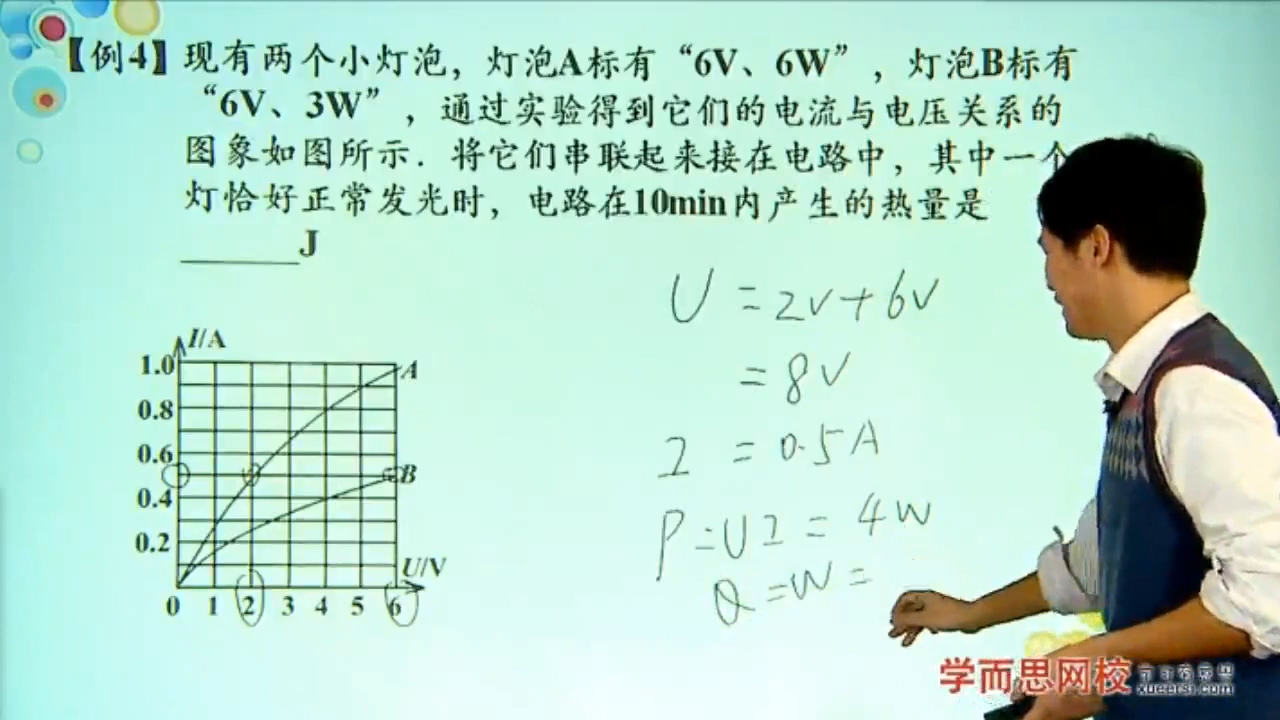 【例4】现有两个小灯泡，灯泡A标有“6V、6W”，灯泡B标有
“6V、3W”，通过实验得到它们的电流与电压关系的
图象如图所示．将它们串联起来接在电路中，其中一个
灯恰好正常发光时，电路在10min内产生的热量是
______J
U = 2V + 6V
= 8V
I = 0.5A
P = UI = 4W
Q = W =
I/A
1.0
A
0.8
0.6
B
0.4
0.2
U/V
0 1 2 3 4 5 6
学而思网校
xueersi.com